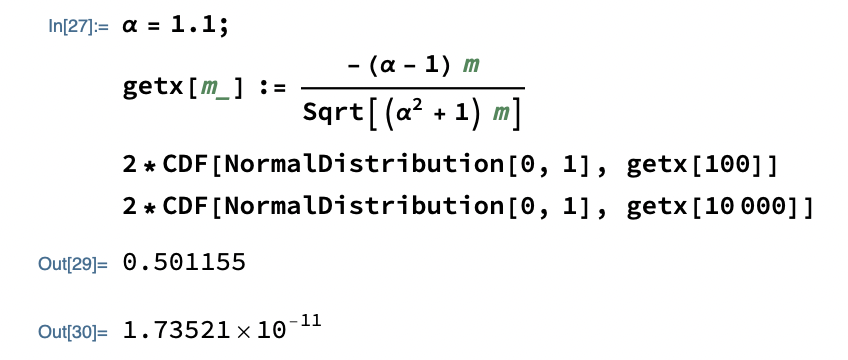 In[27]:= α = 1.1;
getx[m_] := -(α - 1) m / Sqrt[(α² + 1) m]
2 * CDF[NormalDistribution[0, 1], getx[100]]
2 * CDF[NormalDistribution[0, 1], getx[10 000]]
Out[29]= 0.501155
Out[30]= 1.73521 × 10⁻¹¹